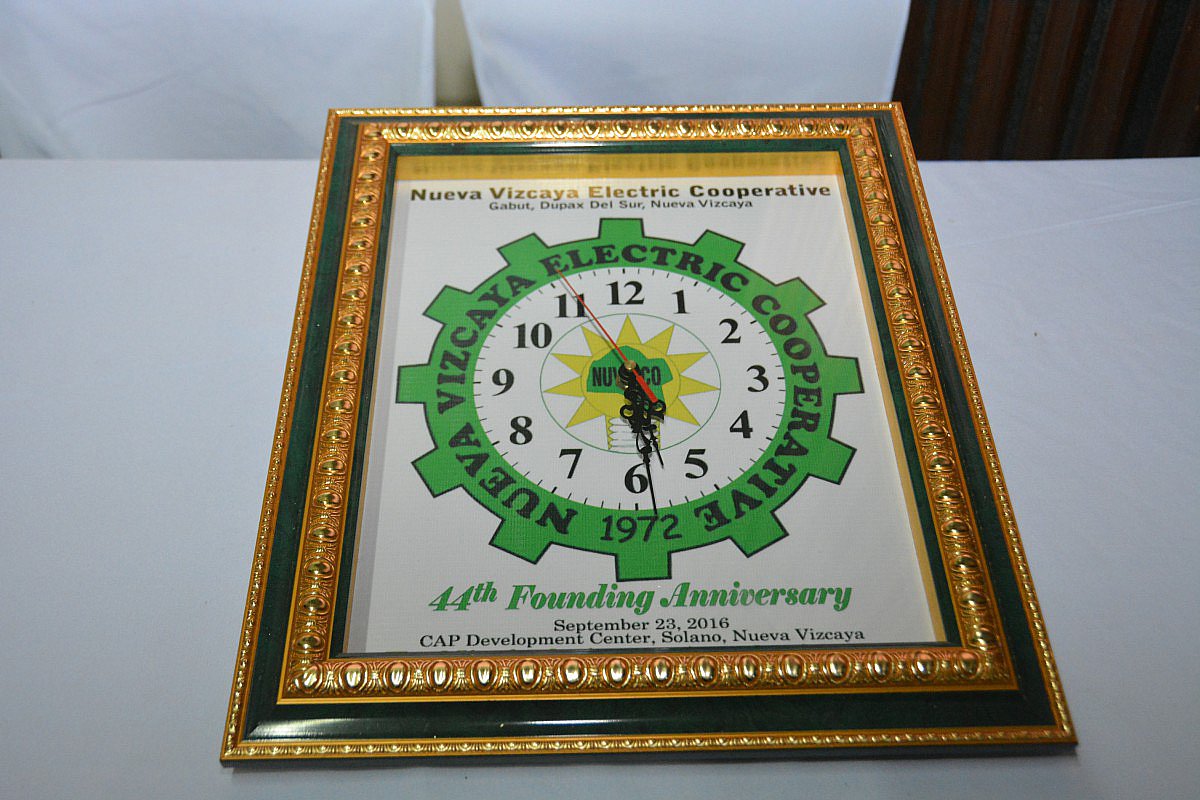 Nueva Vizcaya Electric Cooperative
Gabut, Dupax Del Sur, Nueva Vizcaya
NUEVA VIZCAYA ELECTRIC COOPERATIVE
12
1
2
3
4
5
6
7
8
9
10
11
1972
44th Founding Anniversary
September 23, 2016
CAP Development Center, Solano, Nueva Vizcaya